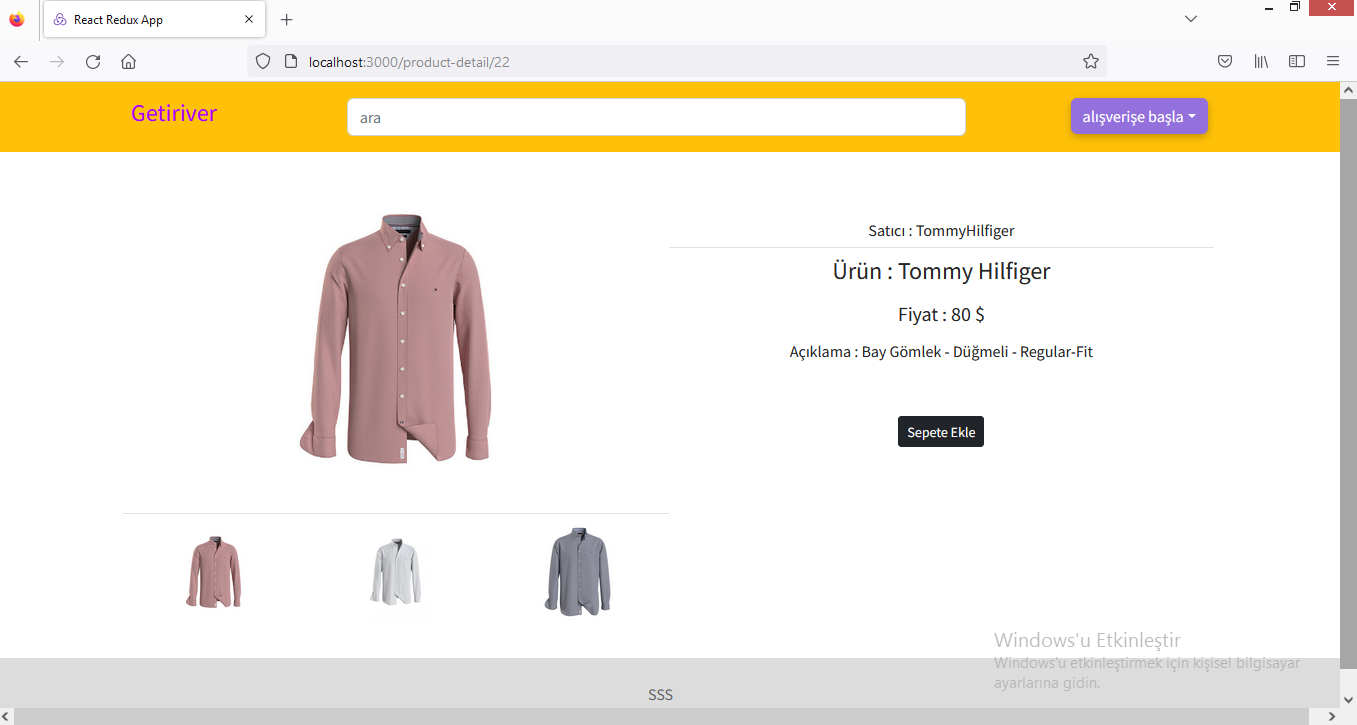 React Redux App
localhost:3000/product-detail/22
Getiriver
ara
alışverişe başla
Satıcı : TommyHilfiger
Ürün : Tommy Hilfiger
Fiyat : 80 $
Açıklama : Bay Gömlek - Düğmeli - Regular-Fit
Sepete Ekle
Windows'u Etkinleştir
Windows'u etkinleştirmek için kişisel bilgisayar
ayarlarına gidin.
SSS